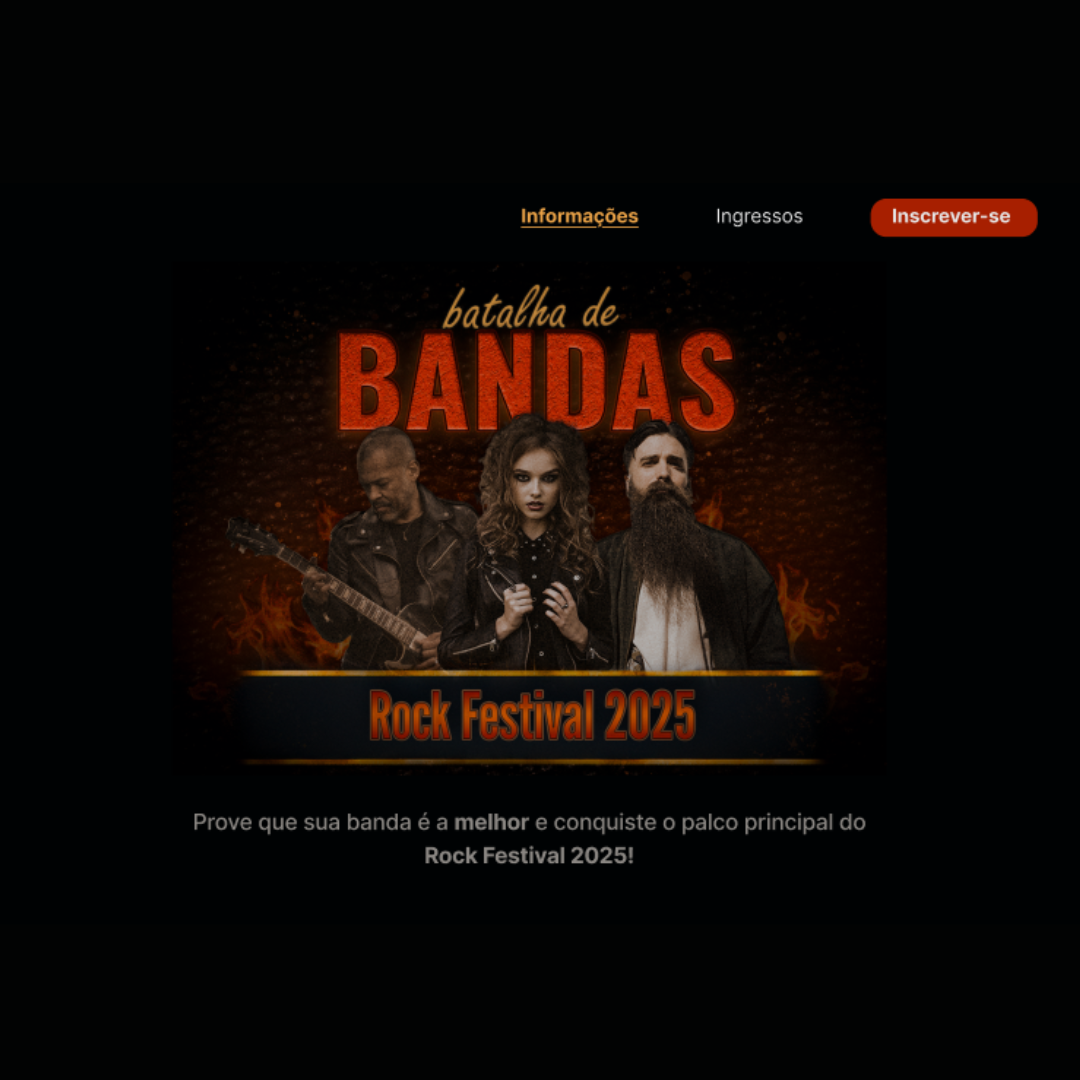 Informações Ingressos Inscrever-se
batalha de
BANDAS
Rock Festival 2025
Prove que sua banda é a melhor e conquiste o palco principal do
Rock Festival 2025!